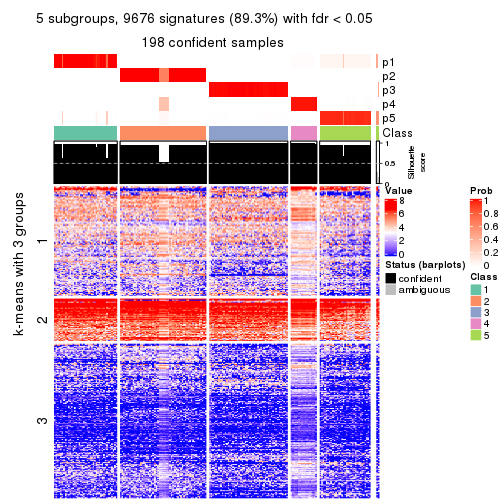 5 subgroups, 9676 signatures (89.3%) with fdr < 0.05
198 confident samples
p1
p2
p3
p4
p5
Class
1
0.5
0
Silhouette
score
k-means with 3 groups
1
2
3
Value
8
6
4
2
0
Status (barplots)
confident
ambiguous
Prob
1
0.8
0.6
0.4
0.2
0
Class
1
2
3
4
5